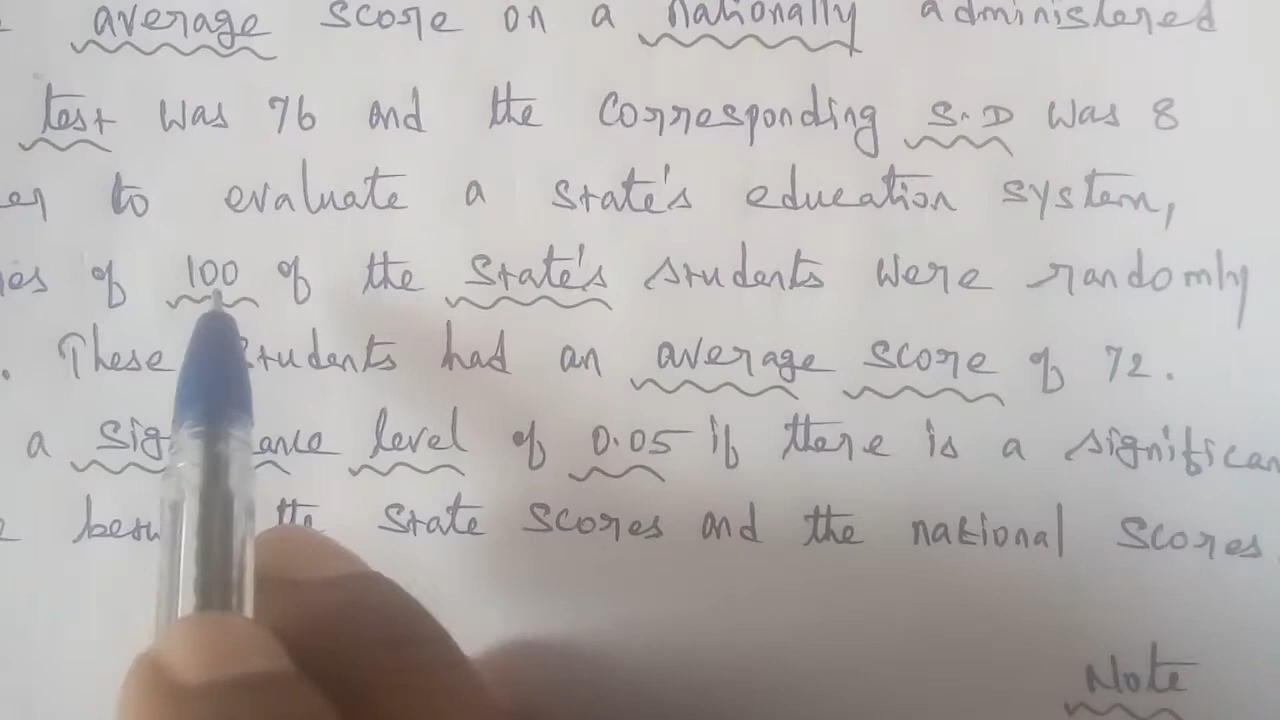 average score on a nationally administered
test was 76 and the corresponding S.D was 8
to evaluate a state's education system,
of 100 of the state's students were randomly
. These students had an average score of 72.
a level of 0.05 if there is a significan
the state scores and the national scores.
Note